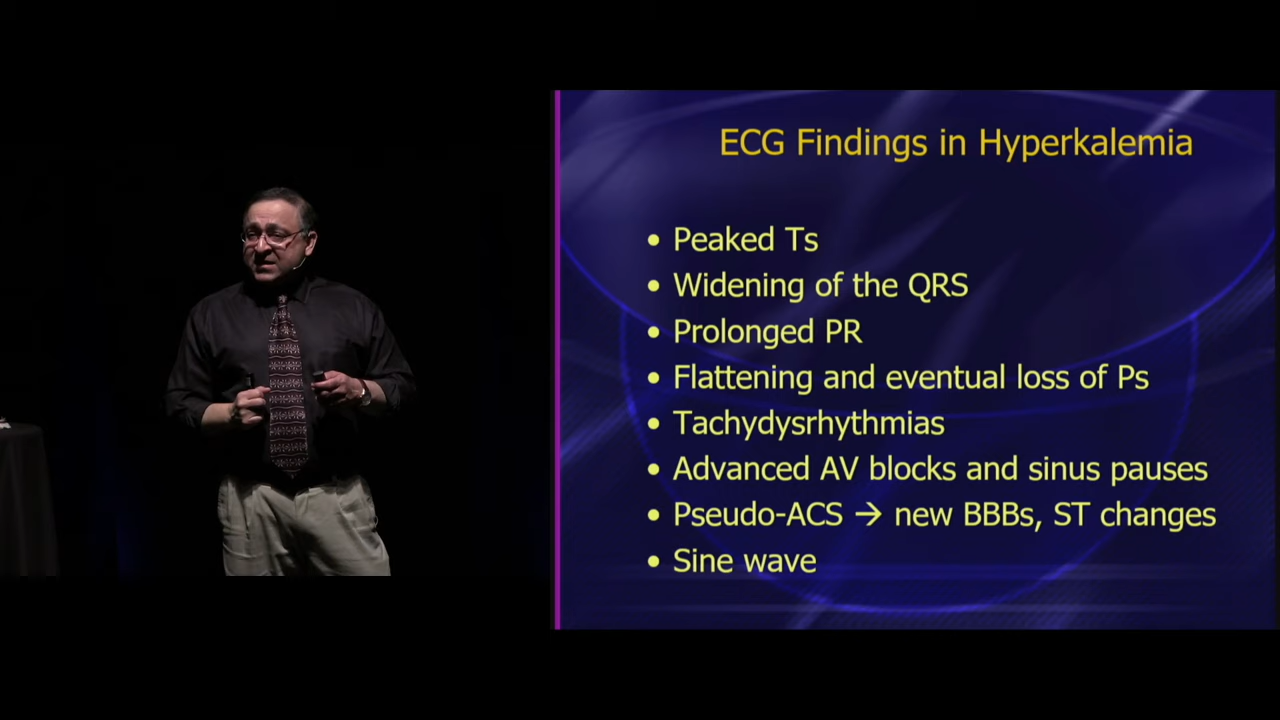 ECG Findings in Hyperkalemia
• Peaked Ts
• Widening of the QRS
• Prolonged PR
• Flattening and eventual loss of Ps
• Tachydysrhythmias
• Advanced AV blocks and sinus pauses
• Pseudo-ACS → new BBBs, ST changes
• Sine wave